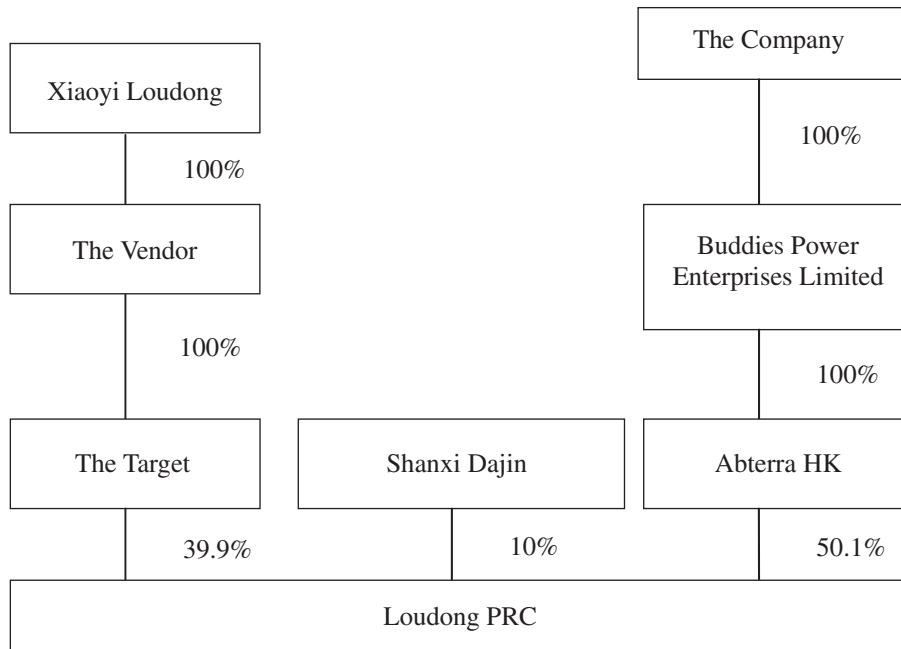 The Company
Xiaoyi Loudong
100%
100%
The Vendor
Buddies Power
Enterprises Limited
100%
100%
The Target
Shanxi Dajin
Abterra HK
39.9%
10%
50.1%
Loudong PRC